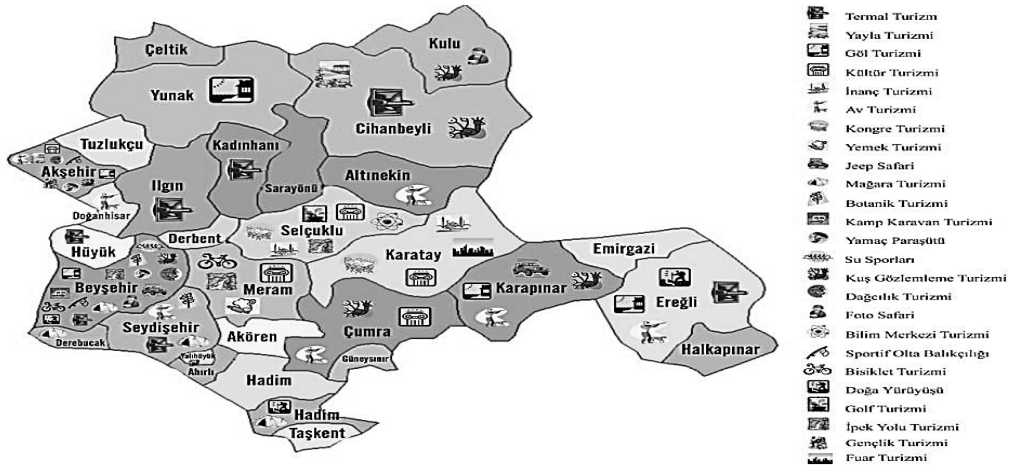 Çeltik
Kulu
Yunak
Cihanbeyli
Tuzlukçu
Kadınhanı
Akşehir
Ilgın
Sarayönü
Altınekin
Doğanhisar
Hüyük
Derbent
Selçuklu
Karatay
Emirgazi
Beyşehir
Meram
Karapınar
Ereğli
Seydişehir
Akören
Çumra
Derebucak
Yalıhüyük
Ahırlı
Güneysınır
Halkapınar
Hadim
Hadim
Taşkent
Termal Turizm
Yayla Turizmi
Göl Turizmi
Kültür Turizmi
İnanç Turizmi
Av Turizmi
Kongre Turizmi
Yemek Turizmi
Jeep Safari
Mağara Turizmi
Botanik Turizmi
Kamp Karavan Turizmi
Yamaç Paraşütü
Su Sporları
Kuş Gözlemleme Turizmi
Dağcılık Turizmi
Foto Safari
Bilim Merkezi Turizmi
Sportif Olta Balıkçılığı
Bisiklet Turizmi
Doğa Yürüyüşü
Golf Turizmi
İpek Yolu Turizmi
Gençlik Turizmi
Fuar Turizmi